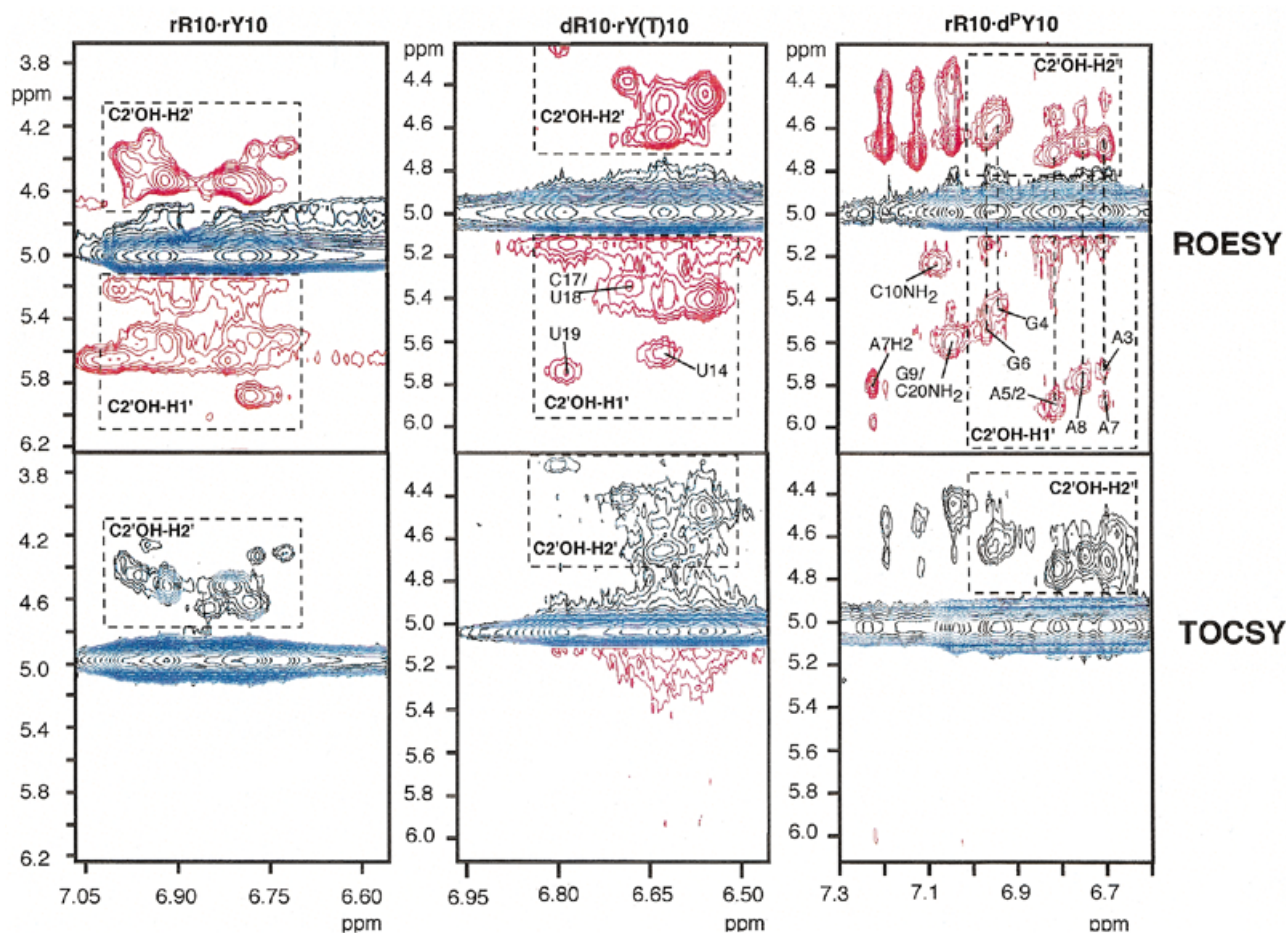 rR10·rY10
dR10·rY(T)10
rR10·dᴾY10
3.8
ppm
4.2
4.6
5.0
5.4
5.8
6.2
C2'OH-H2'
C2'OH-H1'
ppm
4.4
4.8
5.0
5.2
5.6
6.0
C2'OH-H2'
C17/
U18
U19
U14
C2'OH-H1'
ppm
4.4
4.6
4.8
5.0
5.2
5.4
5.6
5.8
6.0
C2'OH-H2'
C10NH₂
G4
A7H2
G6
A3
G9/
C20NH₂
A5/2
A8
A7
C2'OH-H1'
ROESY
3.8
4.2
4.6
5.0
5.4
5.8
6.2
C2'OH-H2'
4.4
4.6
4.8
5.0
5.2
5.4
5.6
5.8
6.0
C2'OH-H2'
4.4
4.6
4.8
5.0
5.2
5.4
5.6
5.8
6.0
C2'OH-H2'
TOCSY
7.05
6.90
6.75
6.60
ppm
6.95
6.80
6.65
6.50
ppm
7.3
7.1
6.9
6.7
ppm